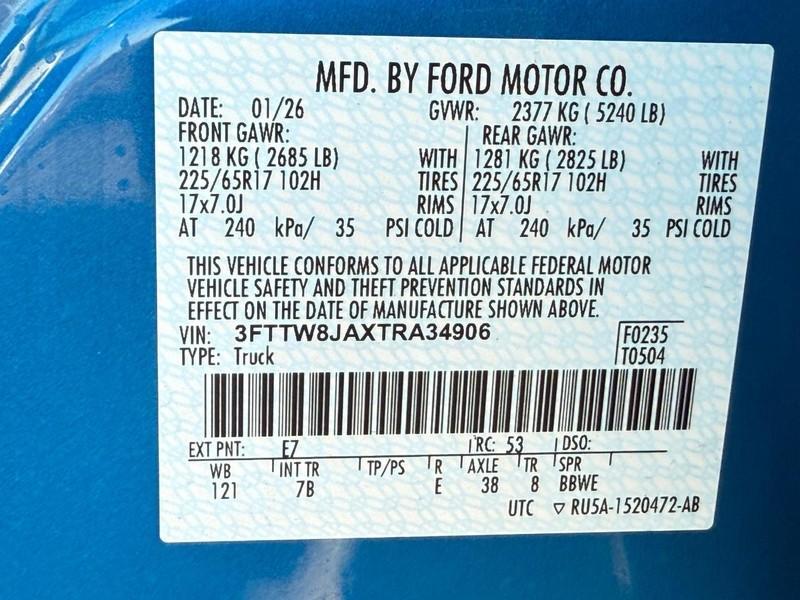 MFD. BY FORD MOTOR CO.
DATE: 01/26 GVWR: 2377 KG ( 5240 LB)
FRONT GAWR: REAR GAWR:
1218 KG ( 2685 LB) WITH 1281 KG ( 2825 LB) WITH
225/65R17 102H TIRES 225/65R17 102H TIRES
17x7.0J RIMS 17x7.0J RIMS
AT 240 kPa/ 35 PSI COLD AT 240 kPa/ 35 PSI COLD
THIS VEHICLE CONFORMS TO ALL APPLICABLE FEDERAL MOTOR
VEHICLE SAFETY AND THEFT PREVENTION STANDARDS IN
EFFECT ON THE DATE OF MANUFACTURE SHOWN ABOVE.
VIN: 3FTTW8JAXTRA34906 F0235
TYPE: Truck T0504
EXT PNT: E7 RC: 53 DSO:
WB INT TR TP/PS R AXLE TR SPR
121 7B E 38 8 BBWE
UTC ▽ RU5A-1520472-AB